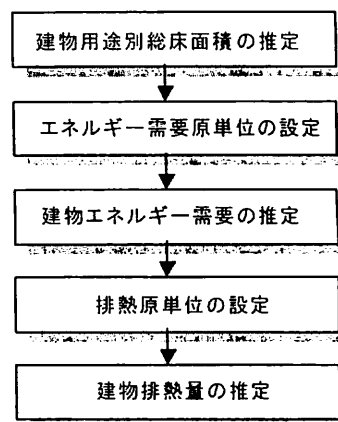 建物用途別総床面積の推定
エネルギー需要原単位の設定
建物エネルギー需要の推定
排熱原単位の設定
建物排熱量の推定